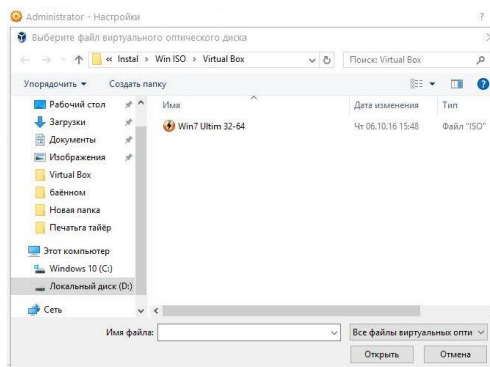 Administrator - Настройки
?
Выберите файл виртуального оптического диска
« Instal › Win ISO › Virtual Box
Поиск: Virtual Box
Упорядочить
Создать папку
?
Рабочий стол
Загрузки
Документы
Изображения
Virtual Box
баённом
Новая папка
Печатьга тайёр
Этот компьютер
Windows 10 (C:)
Локальный диск (D:)
Сеть
Имя
Дата изменения
Тип
Win7 Ultim 32-64
Чт 06.10.16 15:48
Файл "ISO"
Имя файла:
Все файлы виртуальных опти
Открыть
Отмена